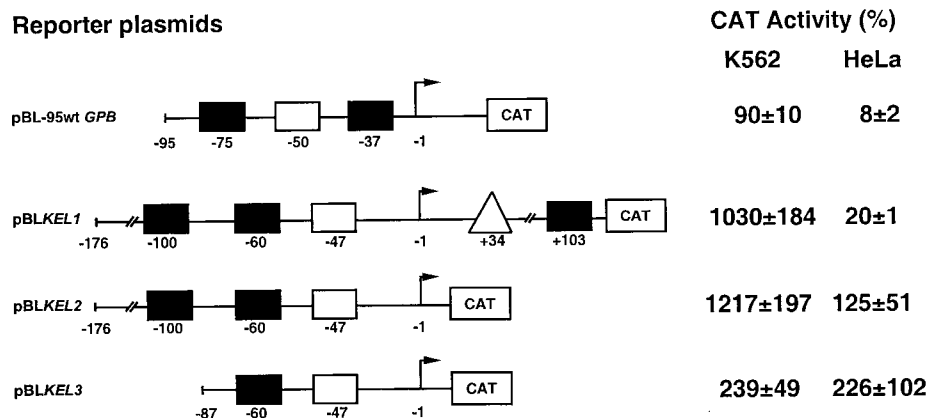 Reporter plasmids
CAT Activity (%)
K562 HeLa
pBL-95wt GPB
CAT
-95 -75 -50 -37 -1
90±10 8±2
pBLKEL1
CAT
-176 -100 -60 -47 -1 +34 +103
1030±184 20±1
pBLKEL2
CAT
-176 -100 -60 -47 -1
1217±197 125±51
pBLKEL3
CAT
-87 -60 -47 -1
239±49 226±102